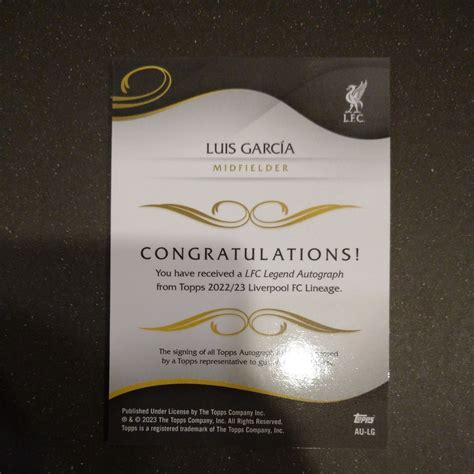 L.F.C.
LUIS GARCÍA
MIDFIELDER
CONGRATULATIONS!
You have received a LFC Legend Autograph
from Topps 2022/23 Liverpool FC Lineage.
The signing of all Topps Autograph
by a Topps representative to
Published Under License by The Topps Company Inc.
® & © 2023 The Topps Company, Inc. All Rights Reserved.
Topps is a registered trademark of The Topps Company, Inc.
TOPPS
AU-LG